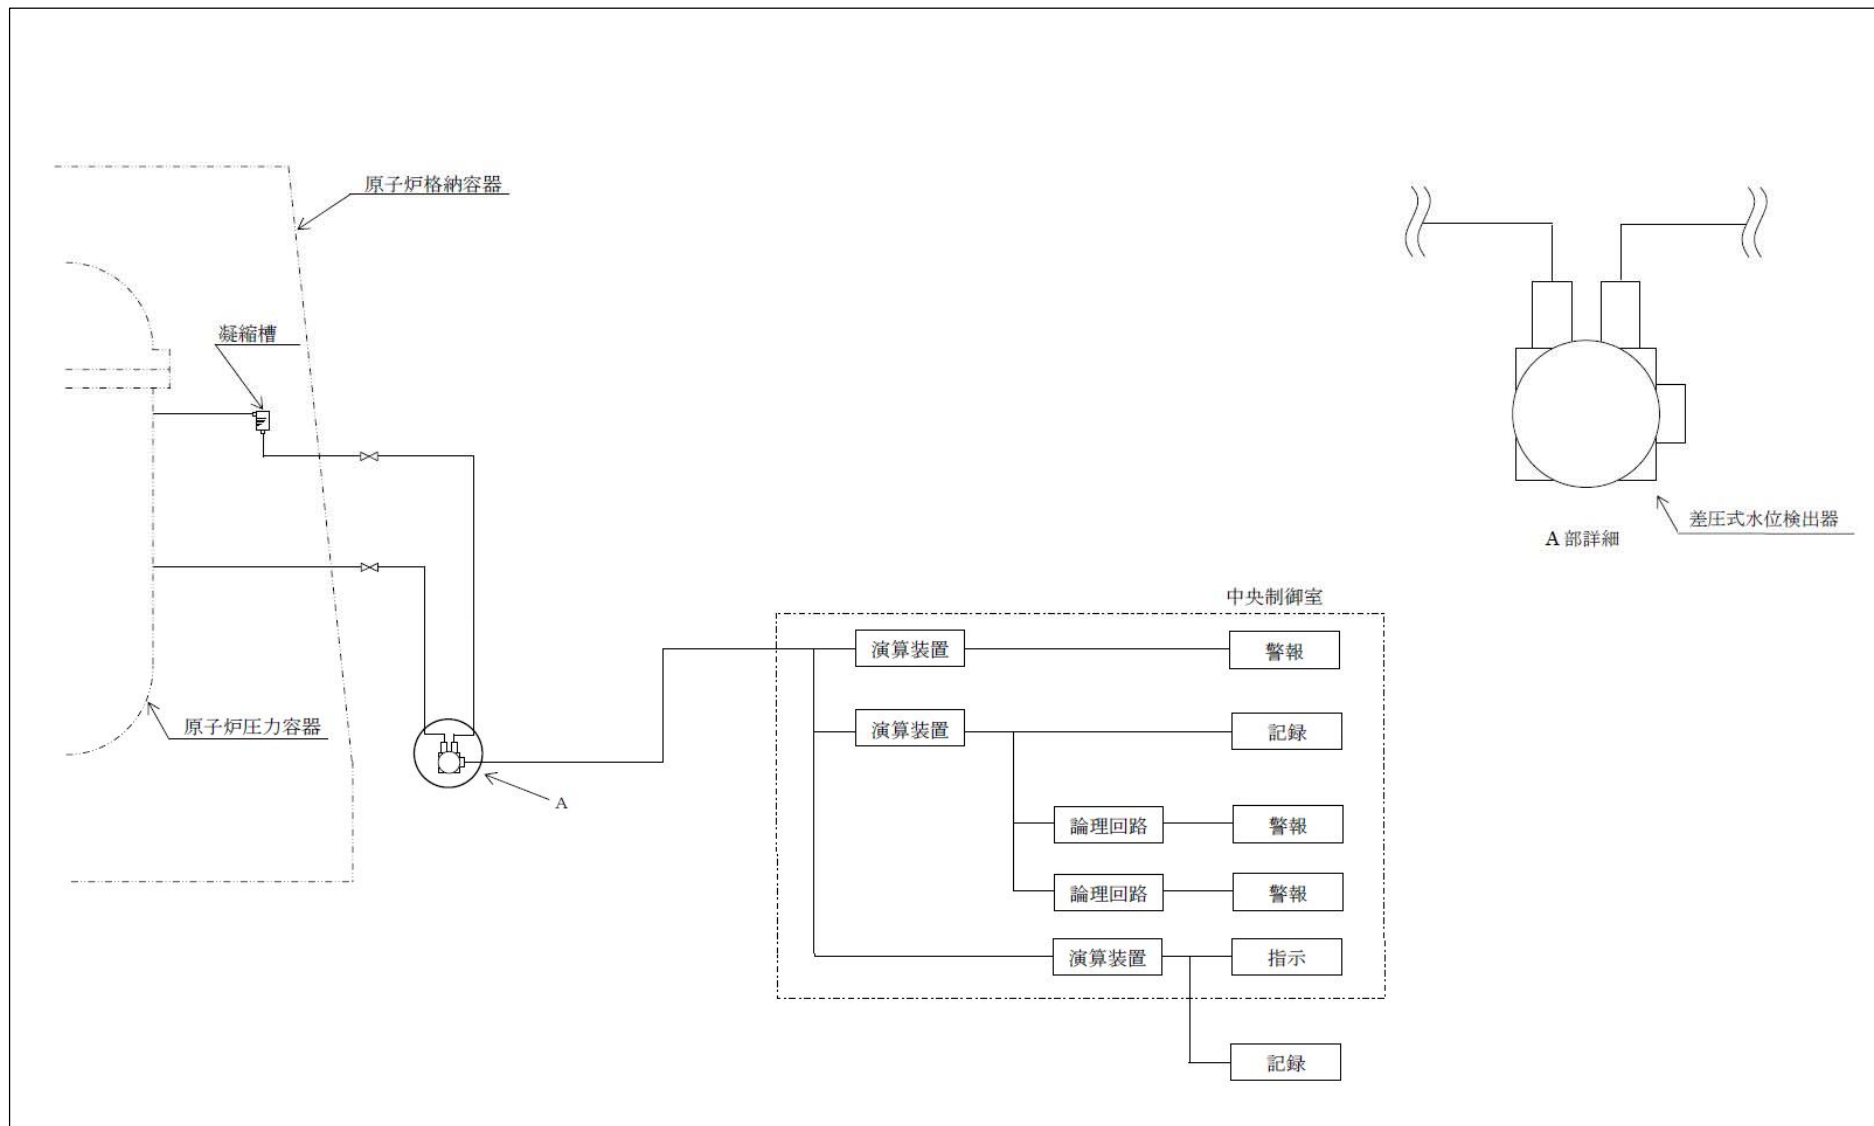 原子炉格納容器
凝縮槽
原子炉圧力容器
A
差圧式水位検出器
A 部詳細
中央制御室
演算装置
警報
演算装置
記録
論理回路
警報
論理回路
警報
演算装置
指示
記録